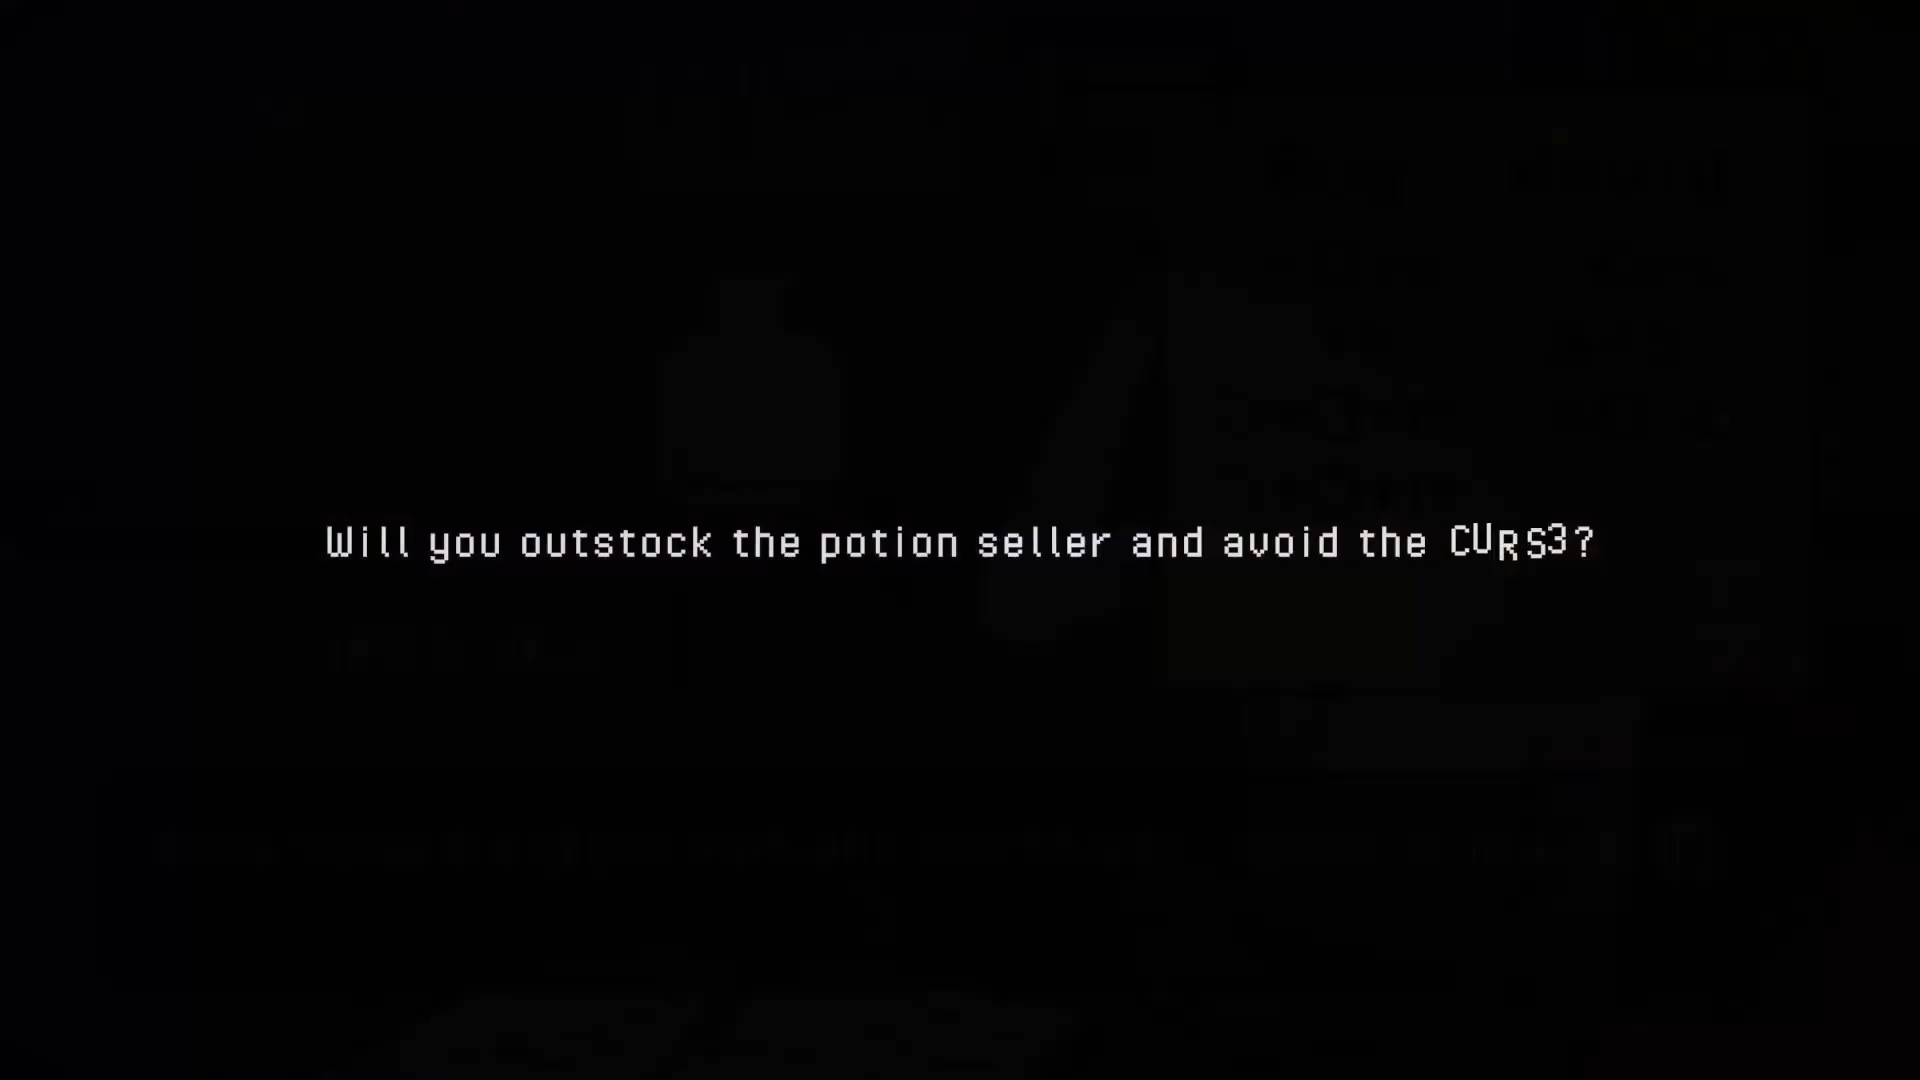 Will you outstock the potion seller and avoid the CURS3?